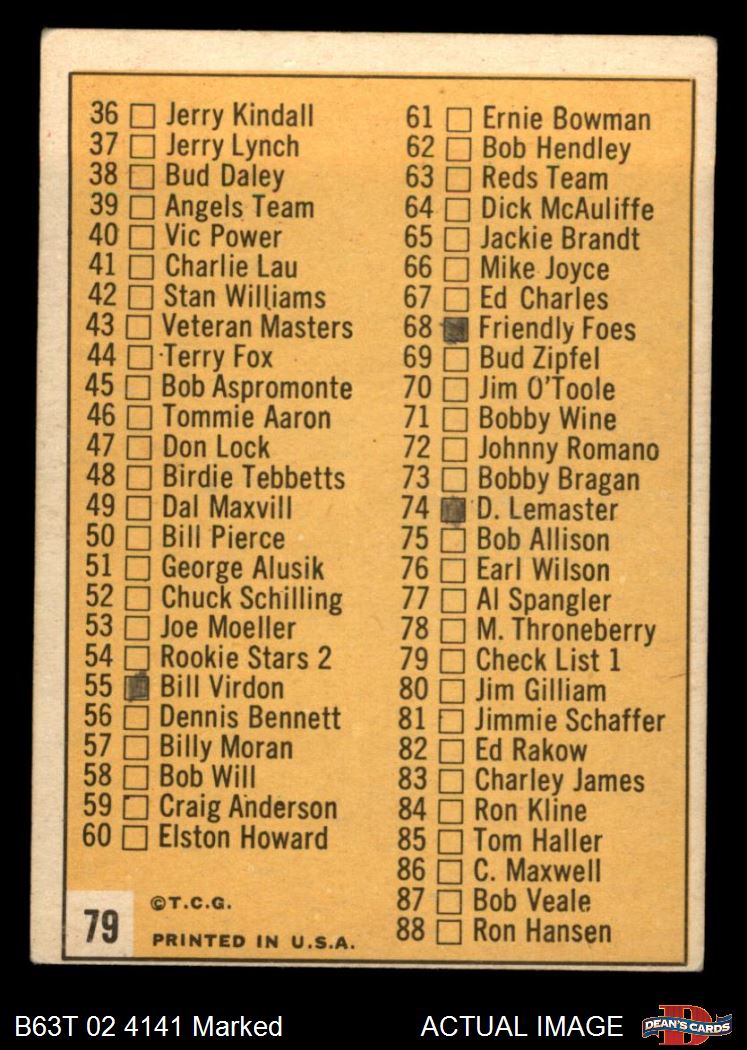 36 Jerry Kindall
37 Jerry Lynch
38 Bud Daley
39 Angels Team
40 Vic Power
41 Charlie Lau
42 Stan Williams
43 Veteran Masters
44 Terry Fox
45 Bob Aspromonte
46 Tommie Aaron
47 Don Lock
48 Birdie Tebbetts
49 Dal Maxvill
50 Bill Pierce
51 George Alusik
52 Chuck Schilling
53 Joe Moeller
54 Rookie Stars 2
55 Bill Virdon
56 Dennis Bennett
57 Billy Moran
58 Bob Will
59 Craig Anderson
60 Elston Howard
61 Ernie Bowman
62 Bob Hendley
63 Reds Team
64 Dick McAuliffe
65 Jackie Brandt
66 Mike Joyce
67 Ed Charles
68 Friendly Foes
69 Bud Zipfel
70 Jim O'Toole
71 Bobby Wine
72 Johnny Romano
73 Bobby Bragan
74 D. Lemaster
75 Bob Allison
76 Earl Wilson
77 Al Spangler
78 M. Throneberry
79 Check List 1
80 Jim Gilliam
81 Jimmie Schaffer
82 Ed Rakow
83 Charley James
84 Ron Kline
85 Tom Haller
86 C. Maxwell
87 Bob Veale
88 Ron Hansen
79
©T.C.G.
PRINTED IN U.S.A.
B63T 02 4141 Marked
ACTUAL IMAGE
D
DEAN'S CARDS